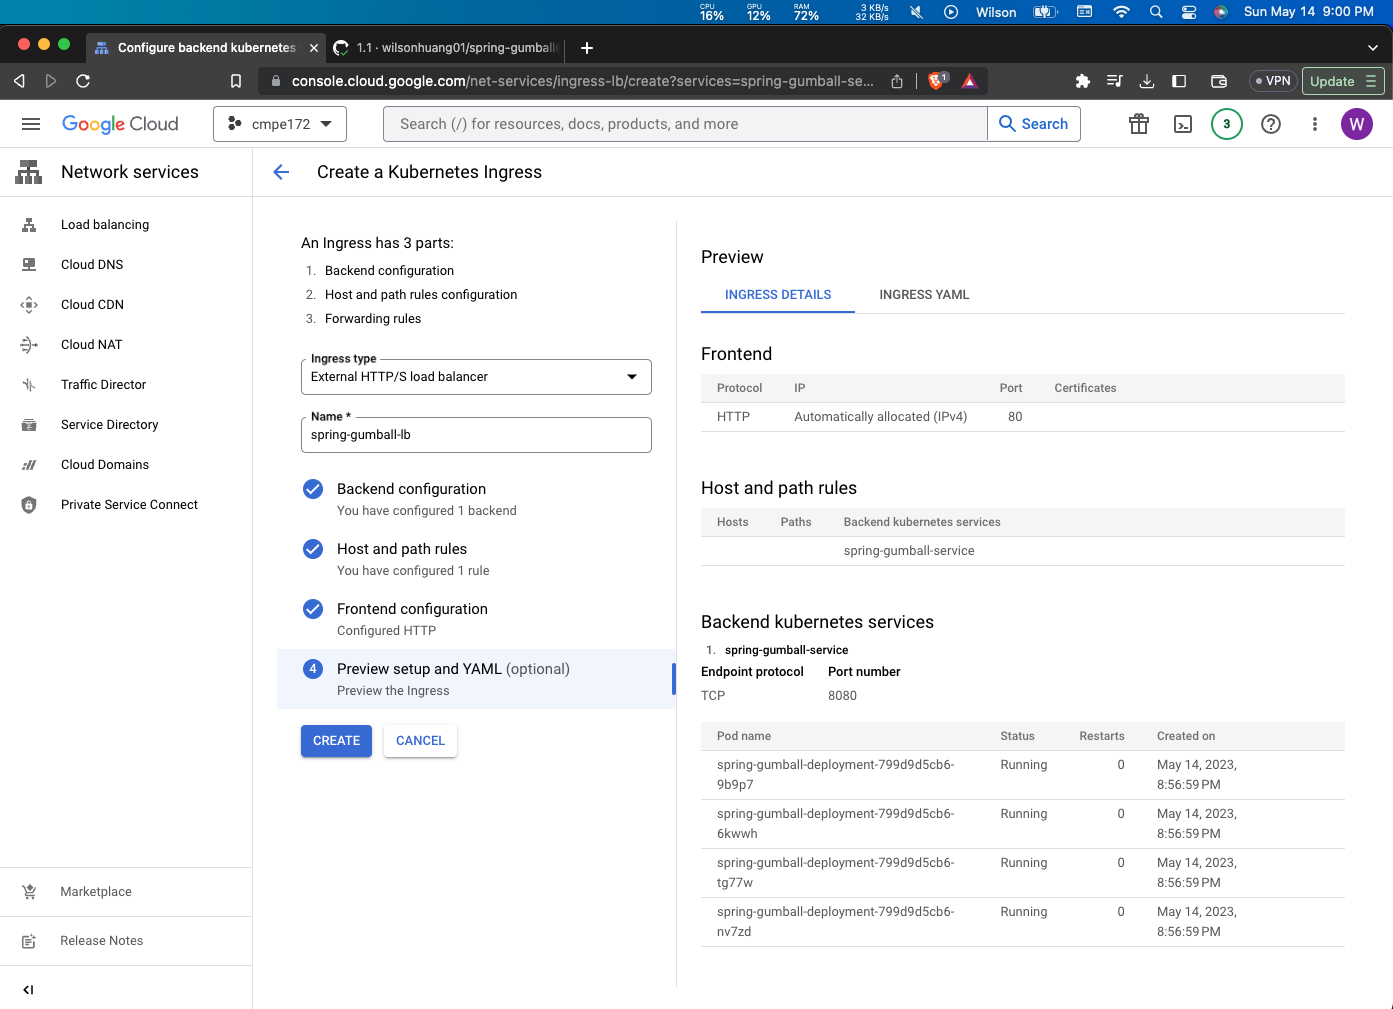 CPU 16% GPU 12% RAM 72% 3 KB/s 32 KB/s Wilson Sun May 14 9:00 PM
Configure backend kubernetes
1.1 · wilsonhuang01/spring-gumball
console.cloud.google.com/net-services/ingress-lb/create?services=spring-gumball-se...
1
VPN
Update
Google Cloud
cmpe172
Search (/) for resources, docs, products, and more
Search
3
W
Network services
Create a Kubernetes Ingress
Load balancing
Cloud DNS
Cloud CDN
Cloud NAT
Traffic Director
Service Directory
Cloud Domains
Private Service Connect
Marketplace
Release Notes
An Ingress has 3 parts:
1. Backend configuration
2. Host and path rules configuration
3. Forwarding rules
Ingress type
External HTTP/S load balancer
Name *
spring-gumball-lb
Backend configuration
You have configured 1 backend
Host and path rules
You have configured 1 rule
Frontend configuration
Configured HTTP
4 Preview setup and YAML (optional)
Preview the Ingress
CREATE CANCEL
Preview
INGRESS DETAILS INGRESS YAML
Frontend
Protocol IP Port Certificates
HTTP Automatically allocated (IPv4) 80
Host and path rules
Hosts Paths Backend kubernetes services
spring-gumball-service
Backend kubernetes services
1. spring-gumball-service
Endpoint protocol Port number
TCP 8080
Pod name Status Restarts Created on
spring-gumball-deployment-799d9d5cb6- Running 0 May 14, 2023,
9b9p7 8:56:59 PM
spring-gumball-deployment-799d9d5cb6- Running 0 May 14, 2023,
6kwwh 8:56:59 PM
spring-gumball-deployment-799d9d5cb6- Running 0 May 14, 2023,
tg77w 8:56:59 PM
spring-gumball-deployment-799d9d5cb6- Running 0 May 14, 2023,
nv7zd 8:56:59 PM